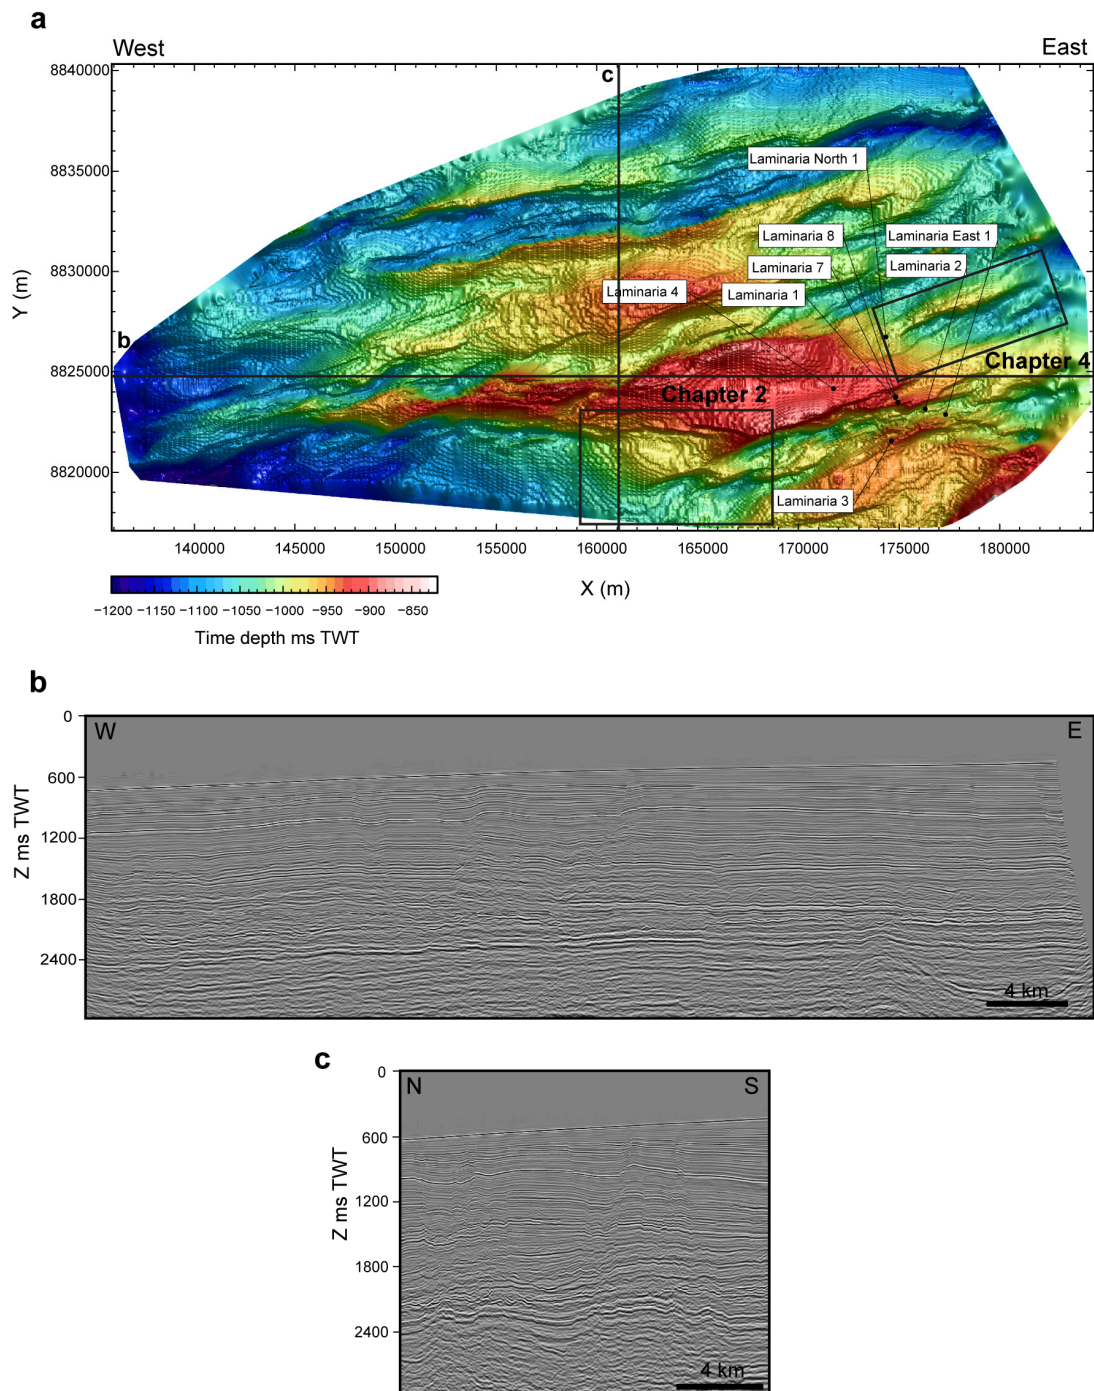 a
West
East
8840000
c
8835000
Laminaria North 1
Laminaria 8
Laminaria East 1
Y (m)
8830000
Laminaria 7
Laminaria 2
Laminaria 4
Laminaria 1
b
8825000
Chapter 4
Chapter 2
8820000
Laminaria 3
140000 145000 150000 155000 160000 165000 170000 175000 180000
X (m)
−1200 −1150 −1100 −1050 −1000 −950 −900 −850
Time depth ms TWT
b
0
W
E
600
Z ms TWT
1200
1800
2400
4 km
c
0
N
S
600
Z ms TWT
1200
1800
2400
4 km